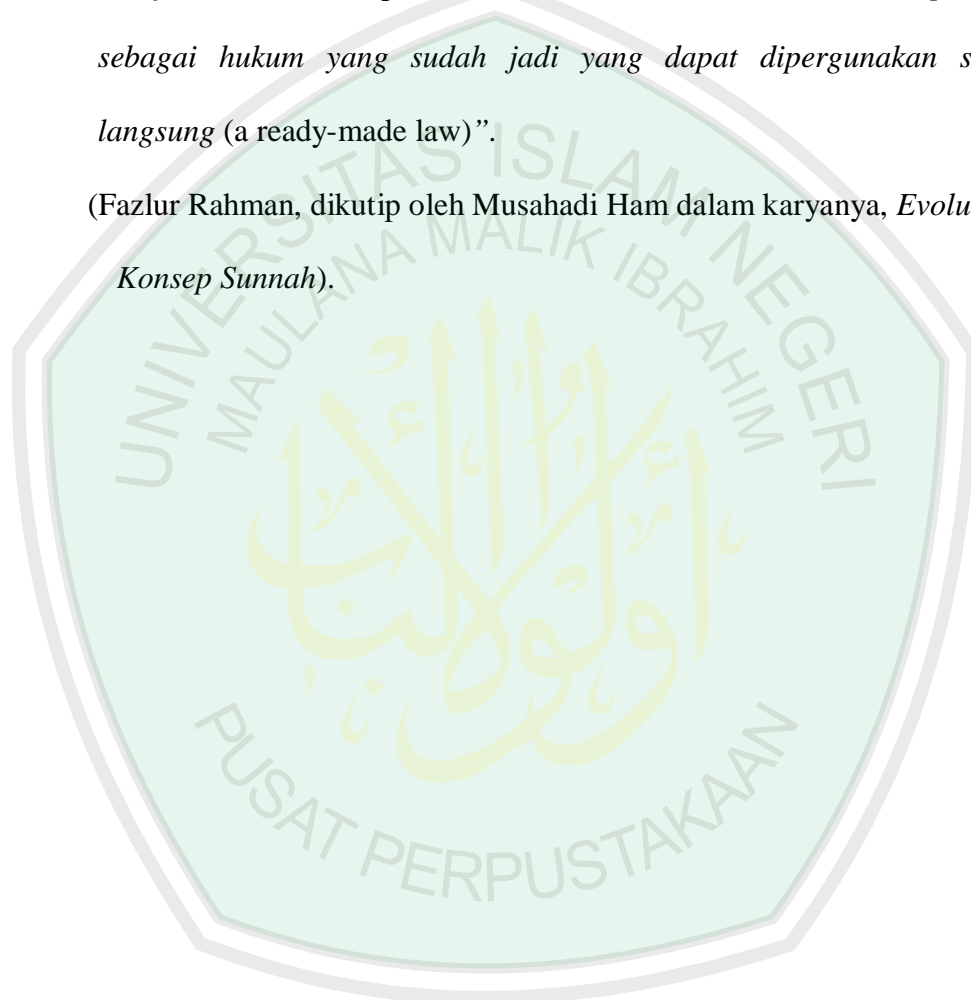 sebagai hukum yang sudah jadi yang dapat dipergunakan s
langsung (a ready-made law)”.
(Fazlur Rahman, dikutip oleh Musahadi Ham dalam karyanya, Evolu
Konsep Sunnah).
UNIVERSITAS ISLAM NEGERI
MAULANA MALIK IBRAHIM
PUSAT PERPUSTAKAAN